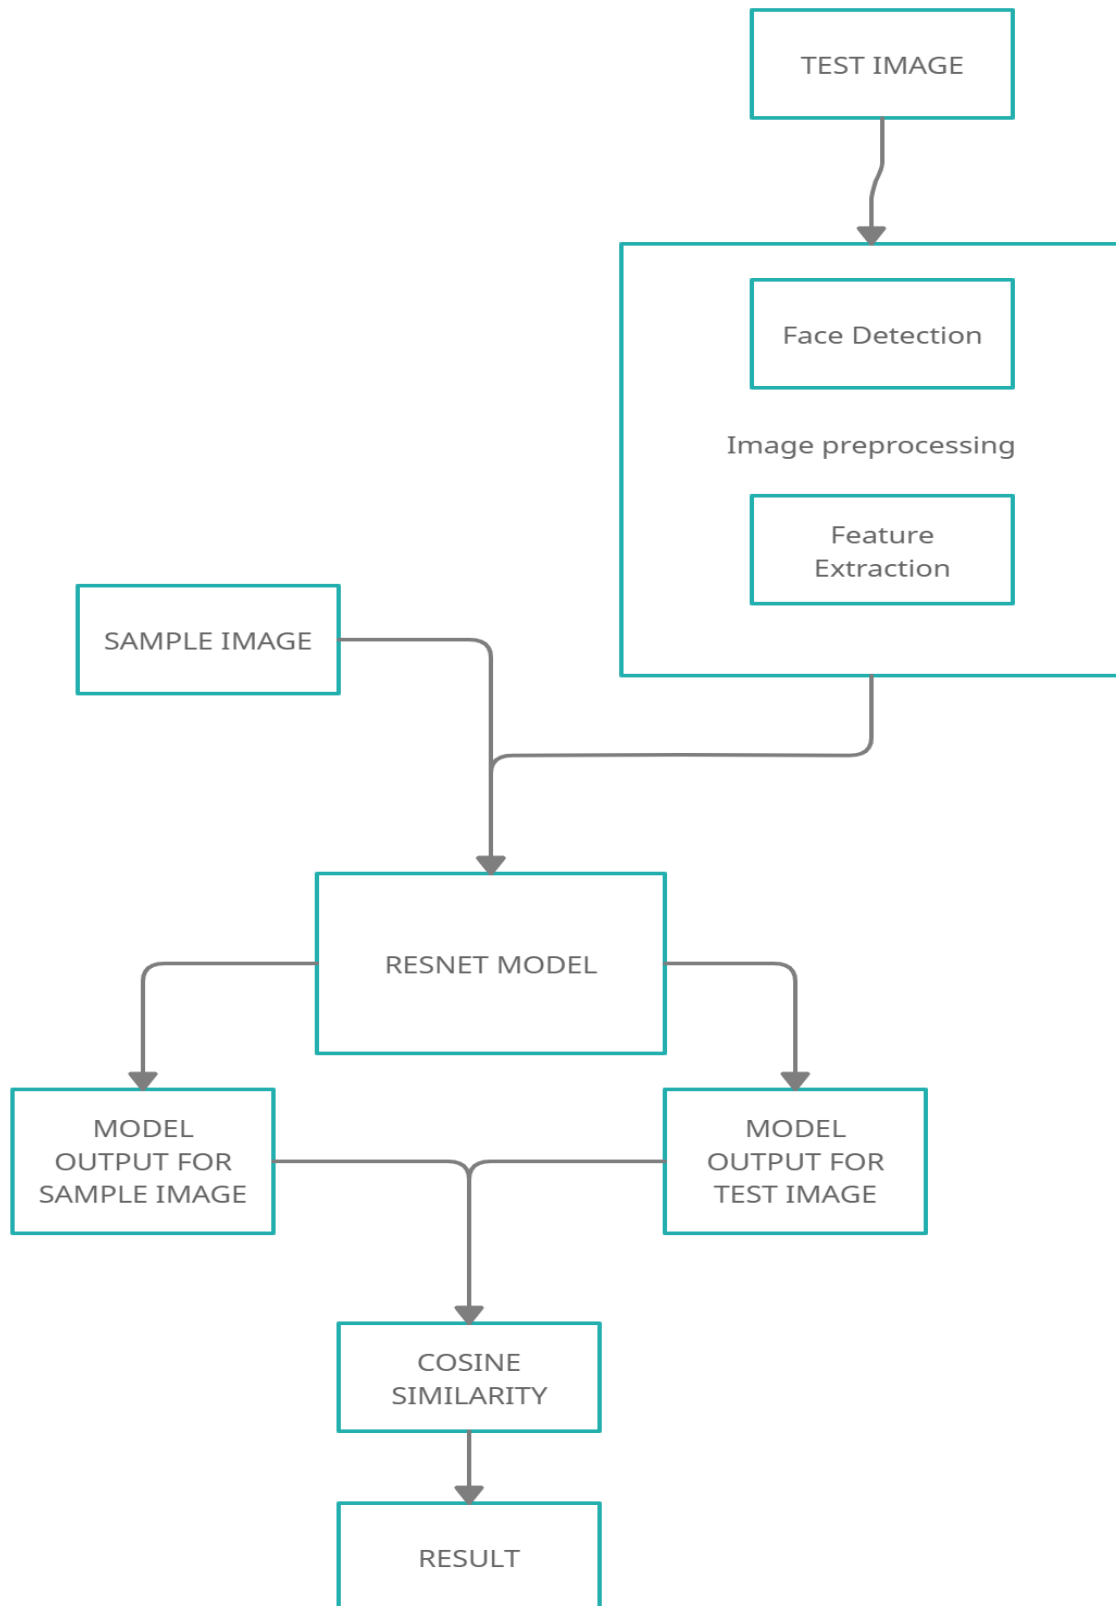 TEST IMAGE
Face Detection
Image preprocessing
Feature
Extraction
SAMPLE IMAGE
RESNET MODEL
MODEL
OUTPUT FOR
SAMPLE IMAGE
MODEL
OUTPUT FOR
TEST IMAGE
COSINE
SIMILARITY
RESULT